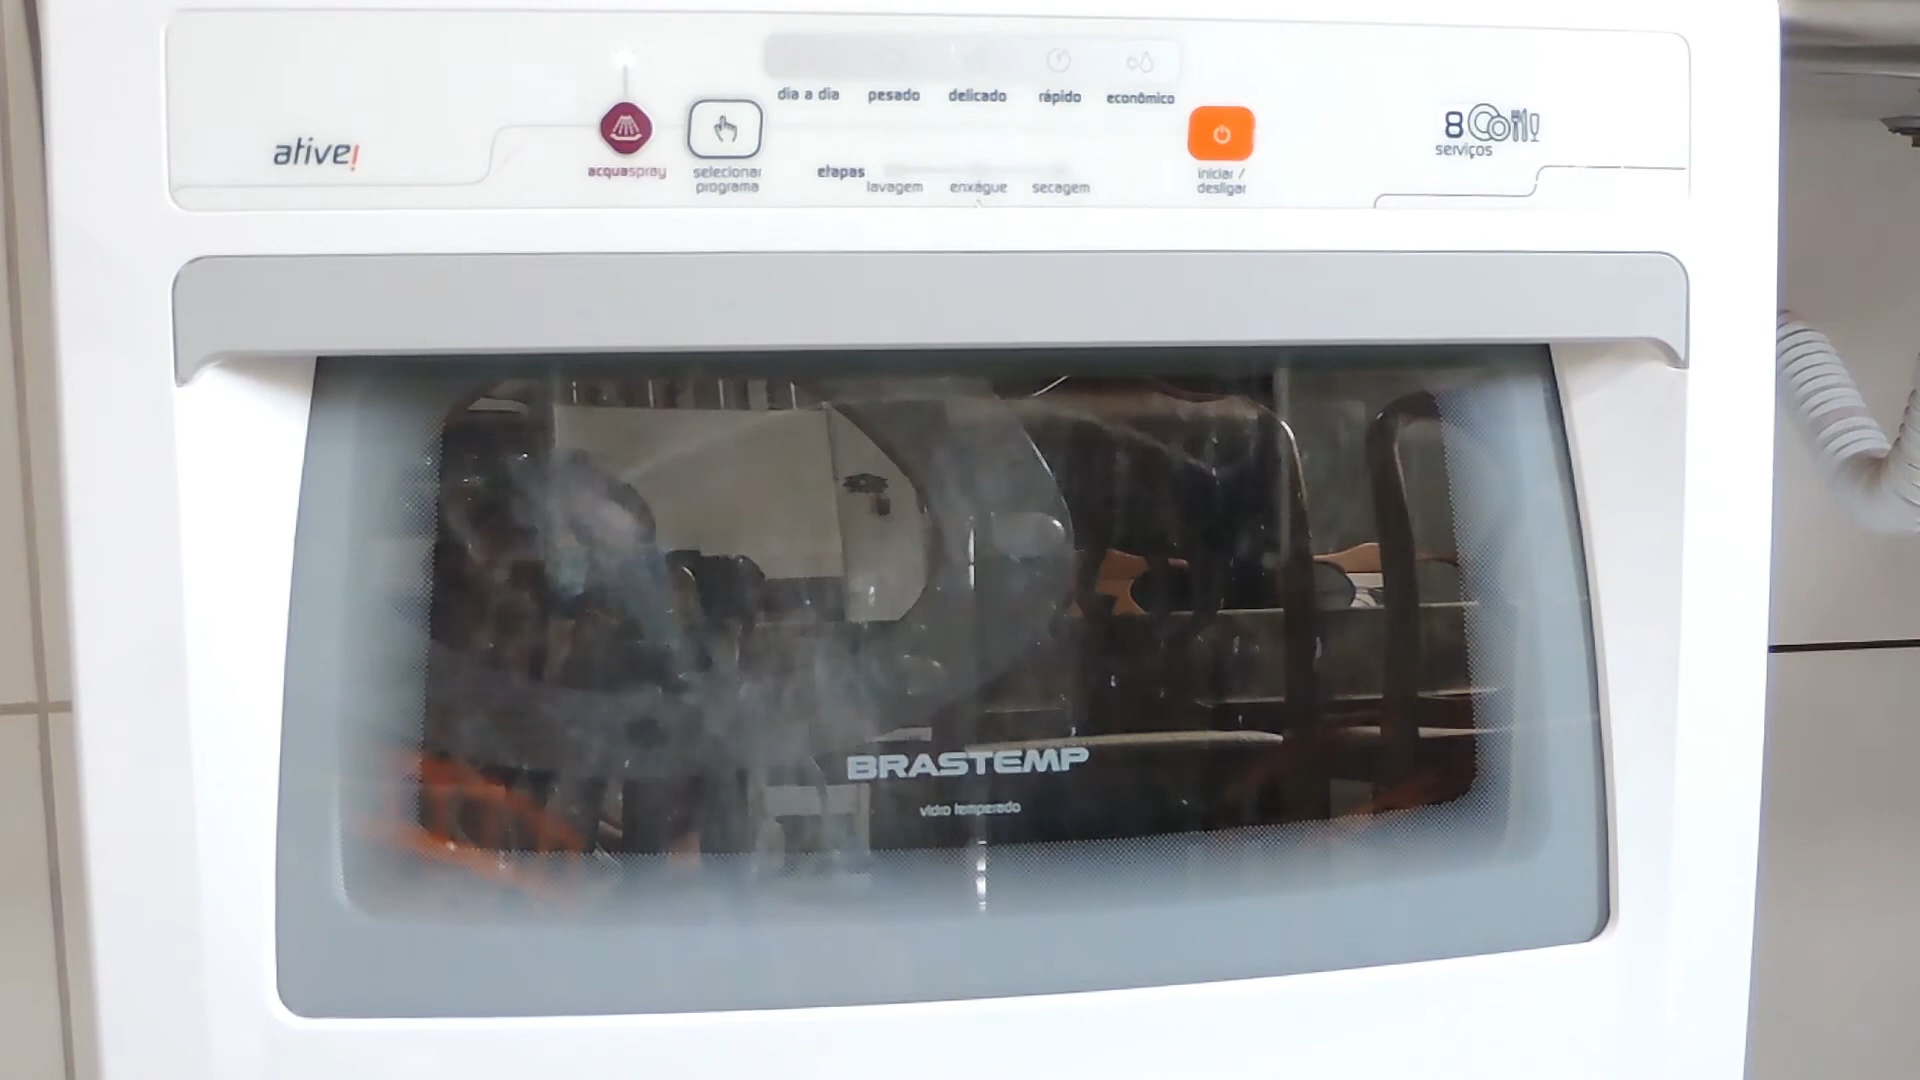 dia a dia pesado delicado rápido econômico
ative!
acquaspray
selecionar
programa
etapas
lavagem enxágue secagem
iniciar /
desligar
8
serviços
BRASTEMP
vidro temperado